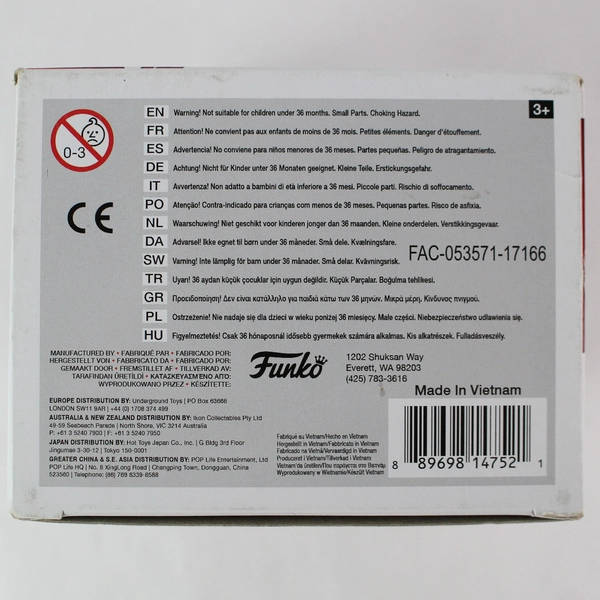 3+
0-3
EN Warning! Not suitable for children under 36 months. Small Parts. Choking Hazard.
FR Attention! Ne convient pas aux enfants de moins de 36 mois. Petites éléments. Danger d'étouffement.
ES Advertencia! No conveniente para niños menores de 36 meses. Partes pequeñas. Peligro de atragantamiento.
DE Achtung! Nicht für Kinder unter 36 Monaten geeignet. Kleine Teile. Erstickungsgefahr.
IT Avvertenza! Non adatto a bambini di età inferiore a 36 mesi. Piccole parti. Rischio di soffocamento.
PO Atenção! Contra-indicado para crianças com menos de 36 meses. Pequenas partes. Risco de asfixia.
NL Waarschuwing! Niet geschikt voor kinderen jonger dan 36 maanden. Kleine onderdelen. Verstikkingsgevaar.
DA Advarsel! Ikke egnet til børn under 36 måneder. Små dele. Kvælningsfare.
SW Varning! Inte lämplig för barn under 36 månader. Små delar. Kvävningsrisk.
FAC-053571-17166
TR Uyarı! 36 aydan küçük çocuklar için uygun değildir. Küçük Parçalar. Boğulma tehlikesi.
GR Προειδοποίηση! Δεν είναι κατάλληλο για παιδιά κάτω των 36 μηνών. Μικρά μέρη. Κίνδυνος πνιγμού.
PL Ostrzeżenie! Nie nadaje się dla dzieci w wieku poniżej 36 miesięcy. Małe części. Niebezpieczeństwo udławienia się.
HU Figyelmeztetés! Csak 36 hónaposnál idősebb gyermekek számára alkalmas. Kis alkatrészek. Fulladásveszély.
CE
MANUFACTURED BY • FABRIQUÉ PAR • FABRICADO POR:
HERGESTELLT VON • FABBRICATO DA • FABRICADO POR:
GEMAAKT DOOR • FREMSTILLET AF • TILLVERKAD AV:
TARAFINDAN ÜRETİLDİ • ΚΑΤΑΣΚΕΥΑΣΜΕΝΟ ΑΠΟ:
WYPRODUKOWANO PRZEZ • KÉSZÍTETTE:
Funko
1202 Shuksan Way
Everett, WA 98203
(425) 783-3616
EUROPE DISTRIBUTION BY: Underground Toys | PO Box 63668
LONDON SW11 9AR | +44 (0) 1708 374 499
AUSTRALIA & NEW ZEALAND DISTRIBUTION BY: Ikon Collectables Pty Ltd
49-59 Seabeach Parade | North Shore, VIC 3214 Australia
P: +61 3 5240 7900 | F: +61 3 5240 7950
JAPAN DISTRIBUTION BY: Hot Toys Japan Co., Inc. | G Bldg 3rd Floor
Jingumae 3-30-12 | Tokyo 150-0001
GREATER CHINA & S.E. ASIA DISTRIBUTION BY: POP Life Entertainment, Ltd
POP Life HQ | No. 8 XingLong Road | Changping Town, Dongguan, China
523560 | Telephone: (86) 769 6339-8588
Fabriqué su Vietnam/Hecho en Vietnam
Hergestellt in Vietnam/Fabbricato in Vietnam
Fabricado na Vietnã/Vervaardigd in Vietnam
Produceret i Vietnam/Tillverkad i Vietnam
Wyprodukowany w Wietnamie/Készült Vietnam
Made In Vietnam
8 89698 14752 1